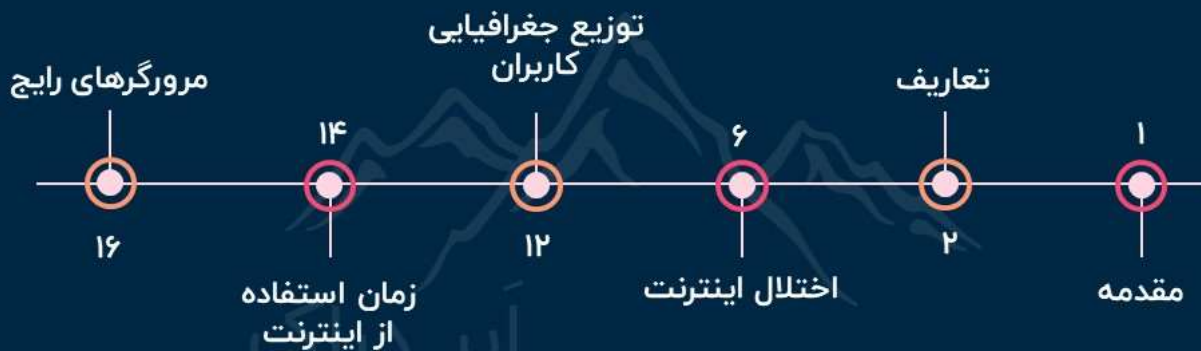 مقدمه
۱
تعاریف
۲
اختلال اینترنت
۶
توزیع جغرافیایی
کاربران
۱۲
زمان استفاده
از اینترنت
۱۴
مرورگرهای رایج
۱۶